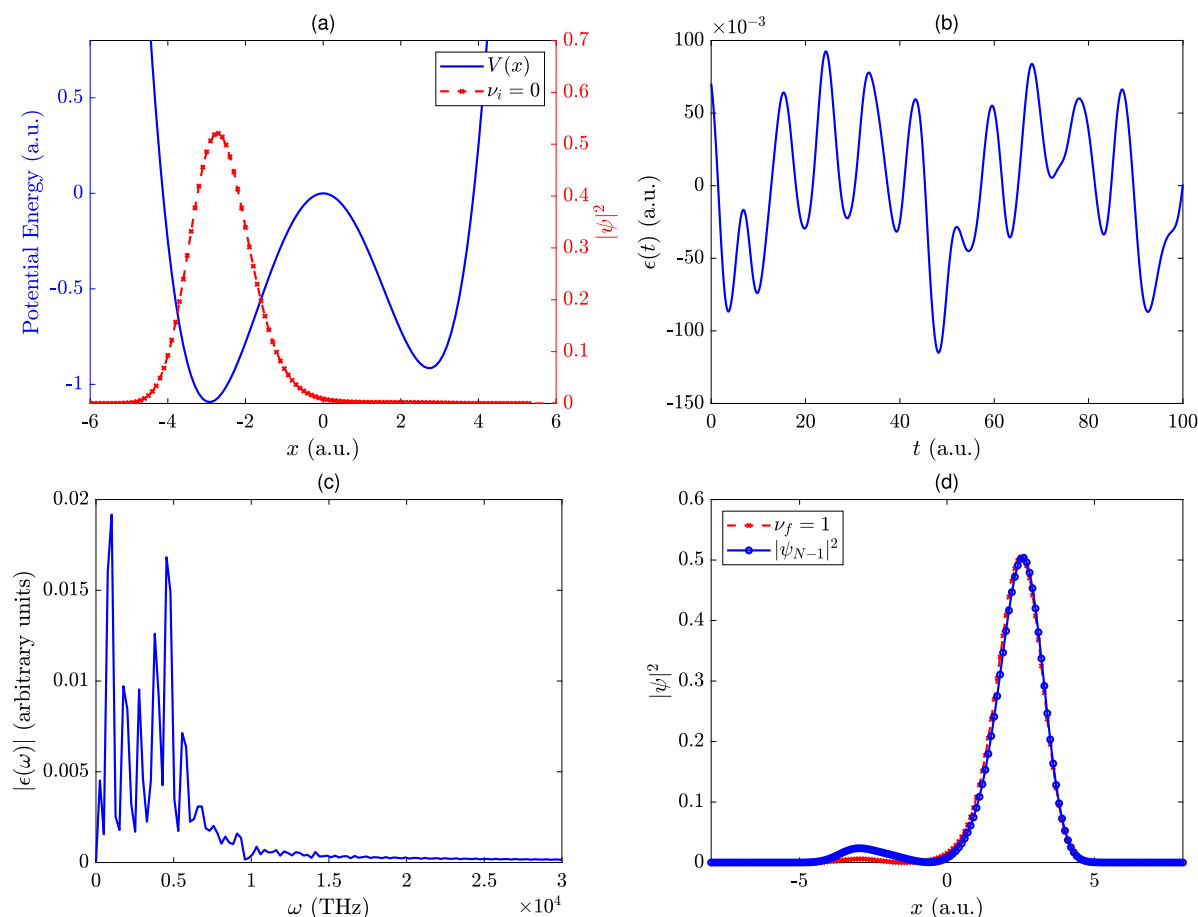 (a)
0.5
0
-0.5
-1
Potential Energy (a.u.)
-6 -4 -2 0 2 4 6
x (a.u.)
0.7
0.6
0.5
0.4
0.3
0.2
0.1
0
|ψ|²
V(x)
ν_i = 0
(b)
×10⁻³
100
50
0
-50
-100
-150
ϵ(t) (a.u.)
0 20 40 60 80 100
t (a.u.)
(c)
0.02
0.015
0.01
0.005
0
|ϵ(ω)| (arbitrary units)
0 0.5 1 1.5 2 2.5 3
ω (THz)
×10⁴
(d)
0.6
0.5
0.4
0.3
0.2
0.1
0
|ψ|²
ν_f = 1
|ψ_{N−1}|²
-5 0 5
x (a.u.)